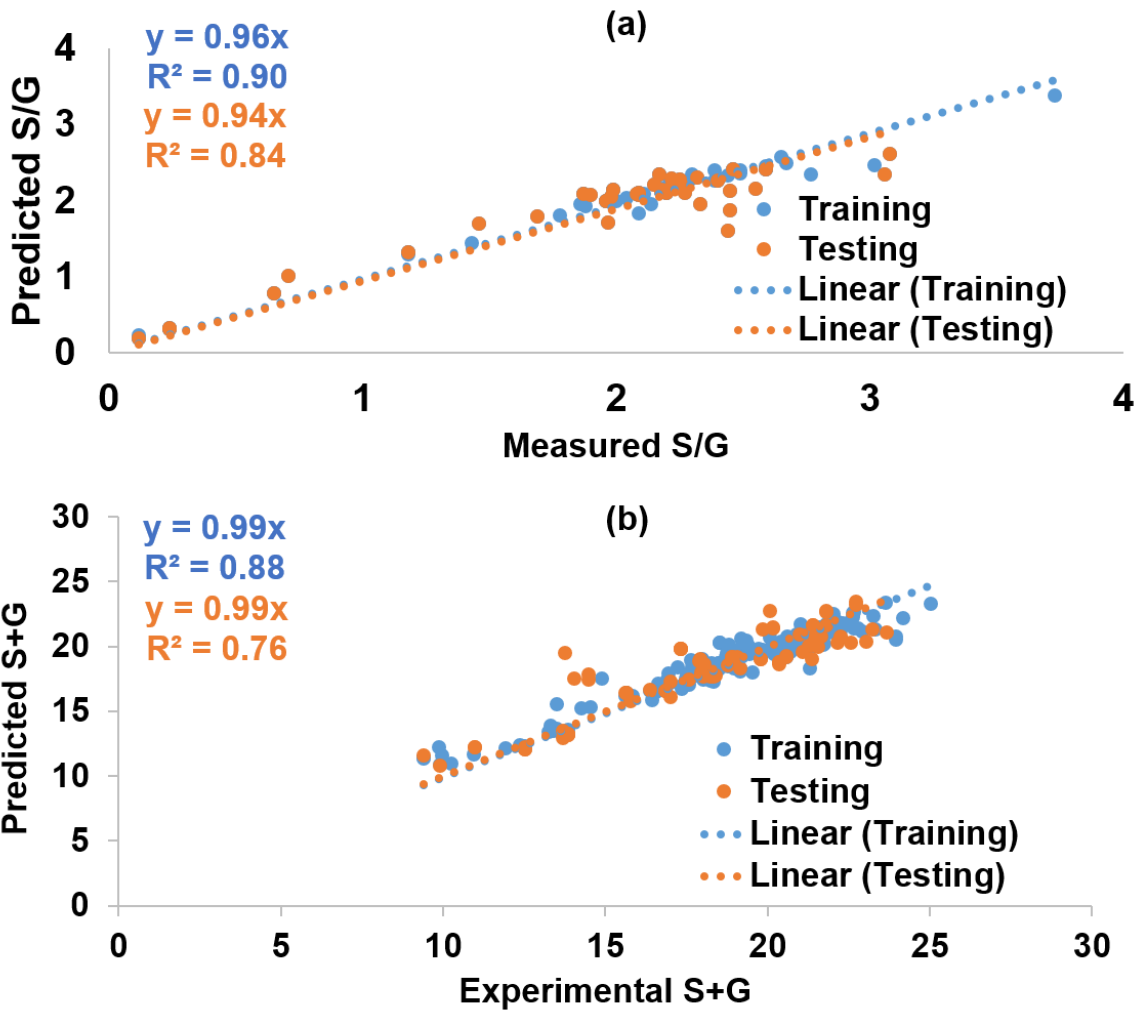 (a)
y = 0.96x
R² = 0.90
y = 0.94x
R² = 0.84
Predicted S/G
4
3
2
1
0
Training
Testing
Linear (Training)
Linear (Testing)
0 1 2 3 4
Measured S/G
(b)
y = 0.99x
R² = 0.88
y = 0.99x
R² = 0.76
Predicted S+G
30
25
20
15
10
5
0
Training
Testing
Linear (Training)
Linear (Testing)
0 5 10 15 20 25 30
Experimental S+G